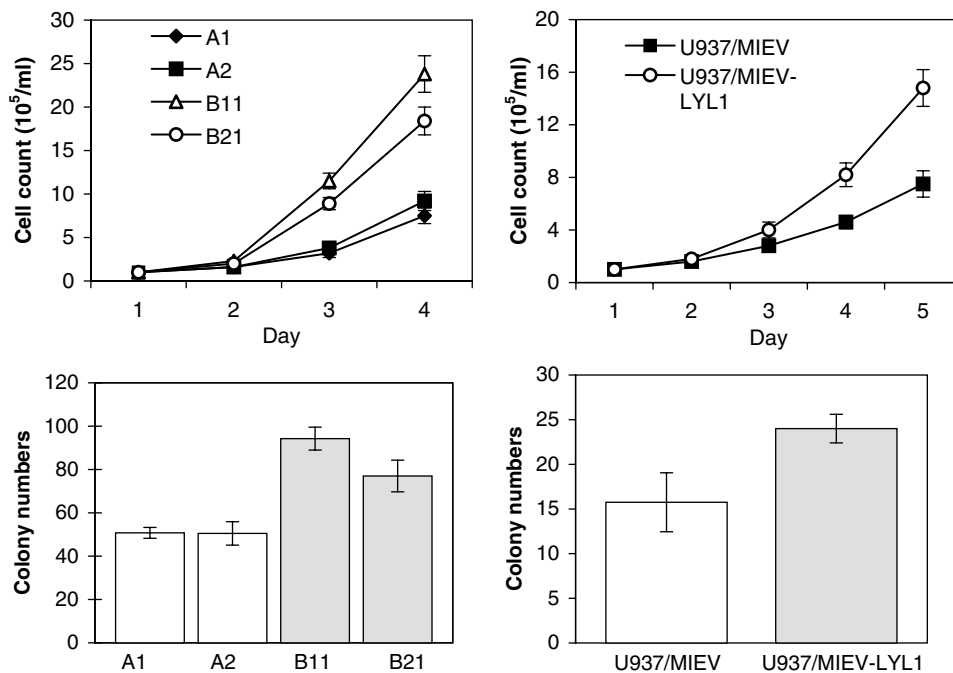 Cell count (10⁵/ml)
30
25
20
15
10
5
0
A1
A2
B11
B21
1 2 3 4
Day
Cell count (10⁵/ml)
20
16
12
8
4
0
U937/MIEV
U937/MIEV-
LYL1
1 2 3 4 5
Day
Colony numbers
120
100
80
60
40
20
0
A1 A2 B11 B21
Colony numbers
30
25
20
15
10
5
0
U937/MIEV U937/MIEV-LYL1